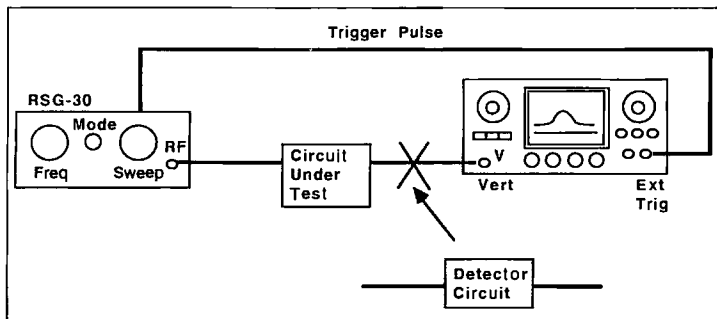 Trigger Pulse
RSG-30
Mode
RF
Freq
Sweep
Circuit
Under
Test
V
Vert
Ext
Trig
Detector
Circuit